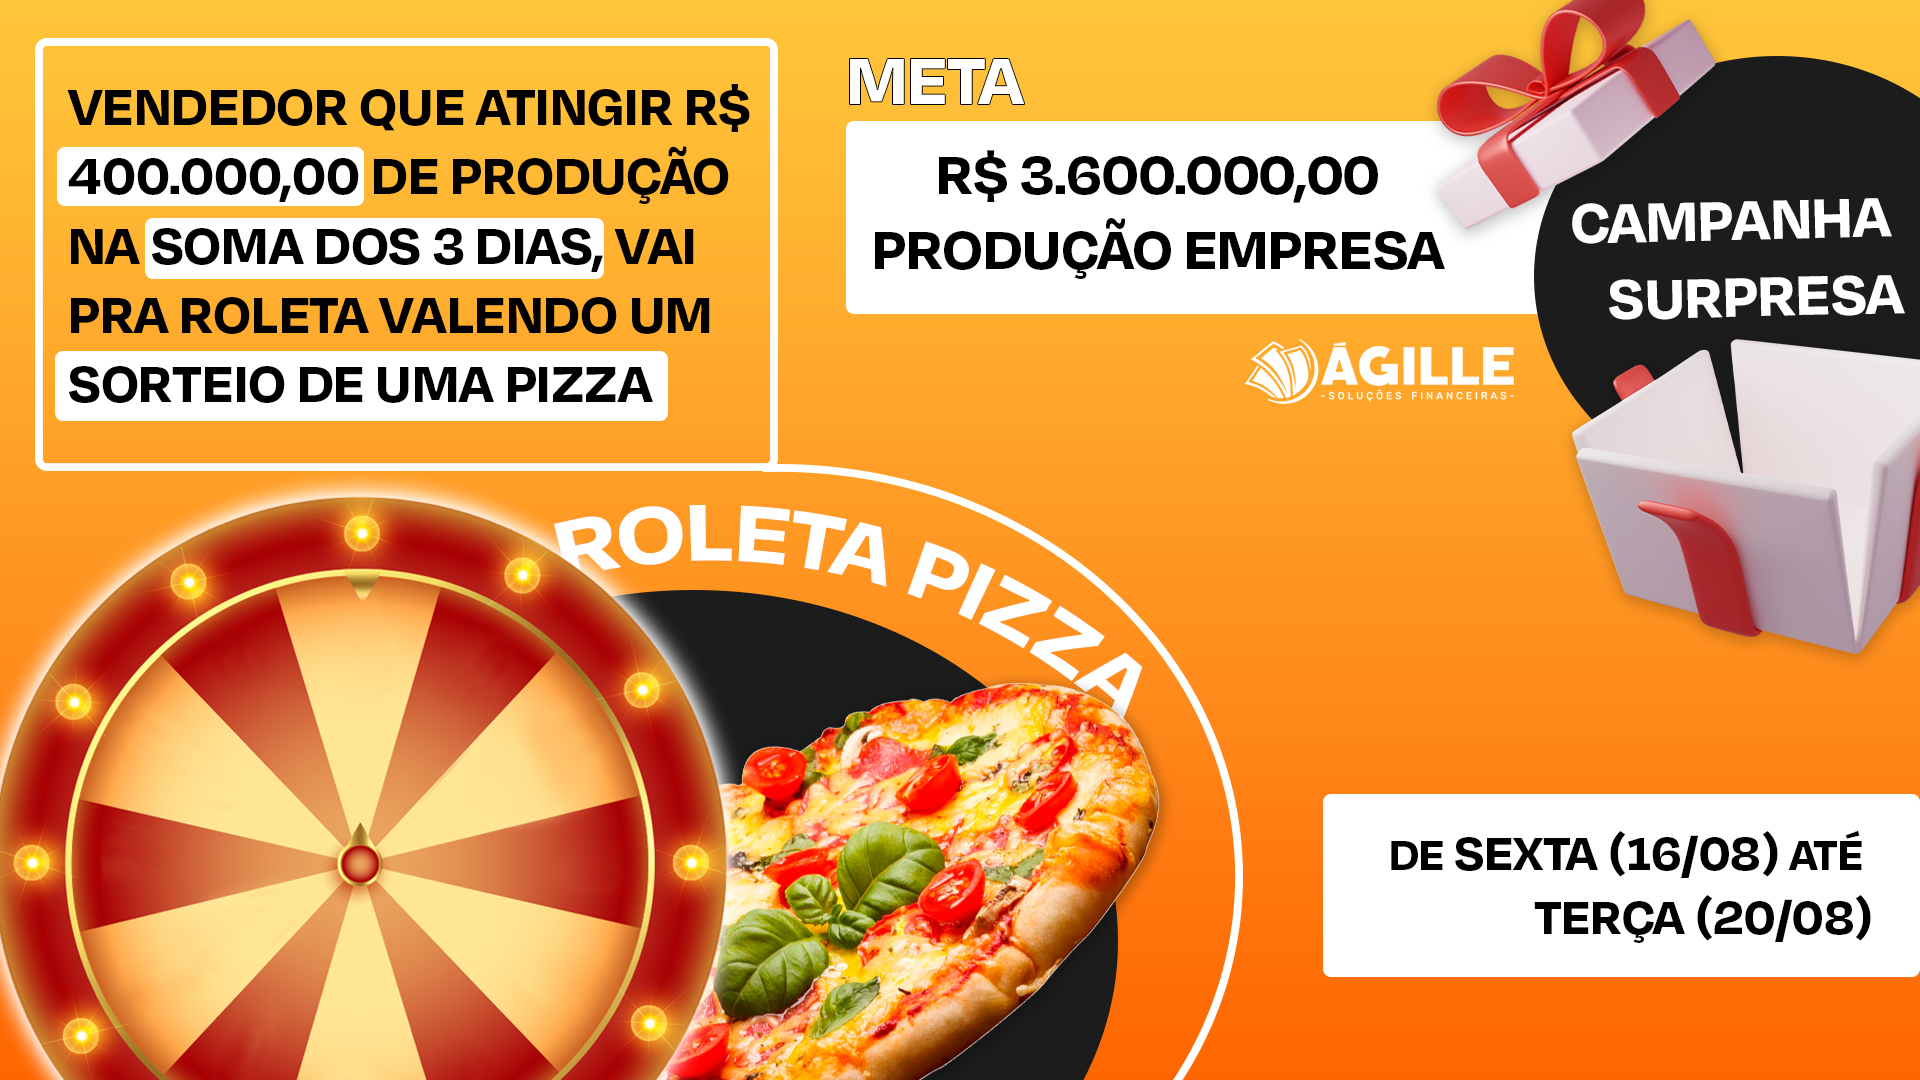 VENDEDOR QUE ATINGIR R$
400.000,00 DE PRODUÇÃO
NA SOMA DOS 3 DIAS, VAI
PRA ROLETA VALENDO UM
SORTEIO DE UMA PIZZA
META
R$ 3.600.000,00
PRODUÇÃO EMPRESA
CAMPANHA
SURPRESA
ÁGILLE
-SOLUÇÕES FINANCEIRAS-
ROLETA PIZZA
DE SEXTA (16/08) ATÉ
TERÇA (20/08)